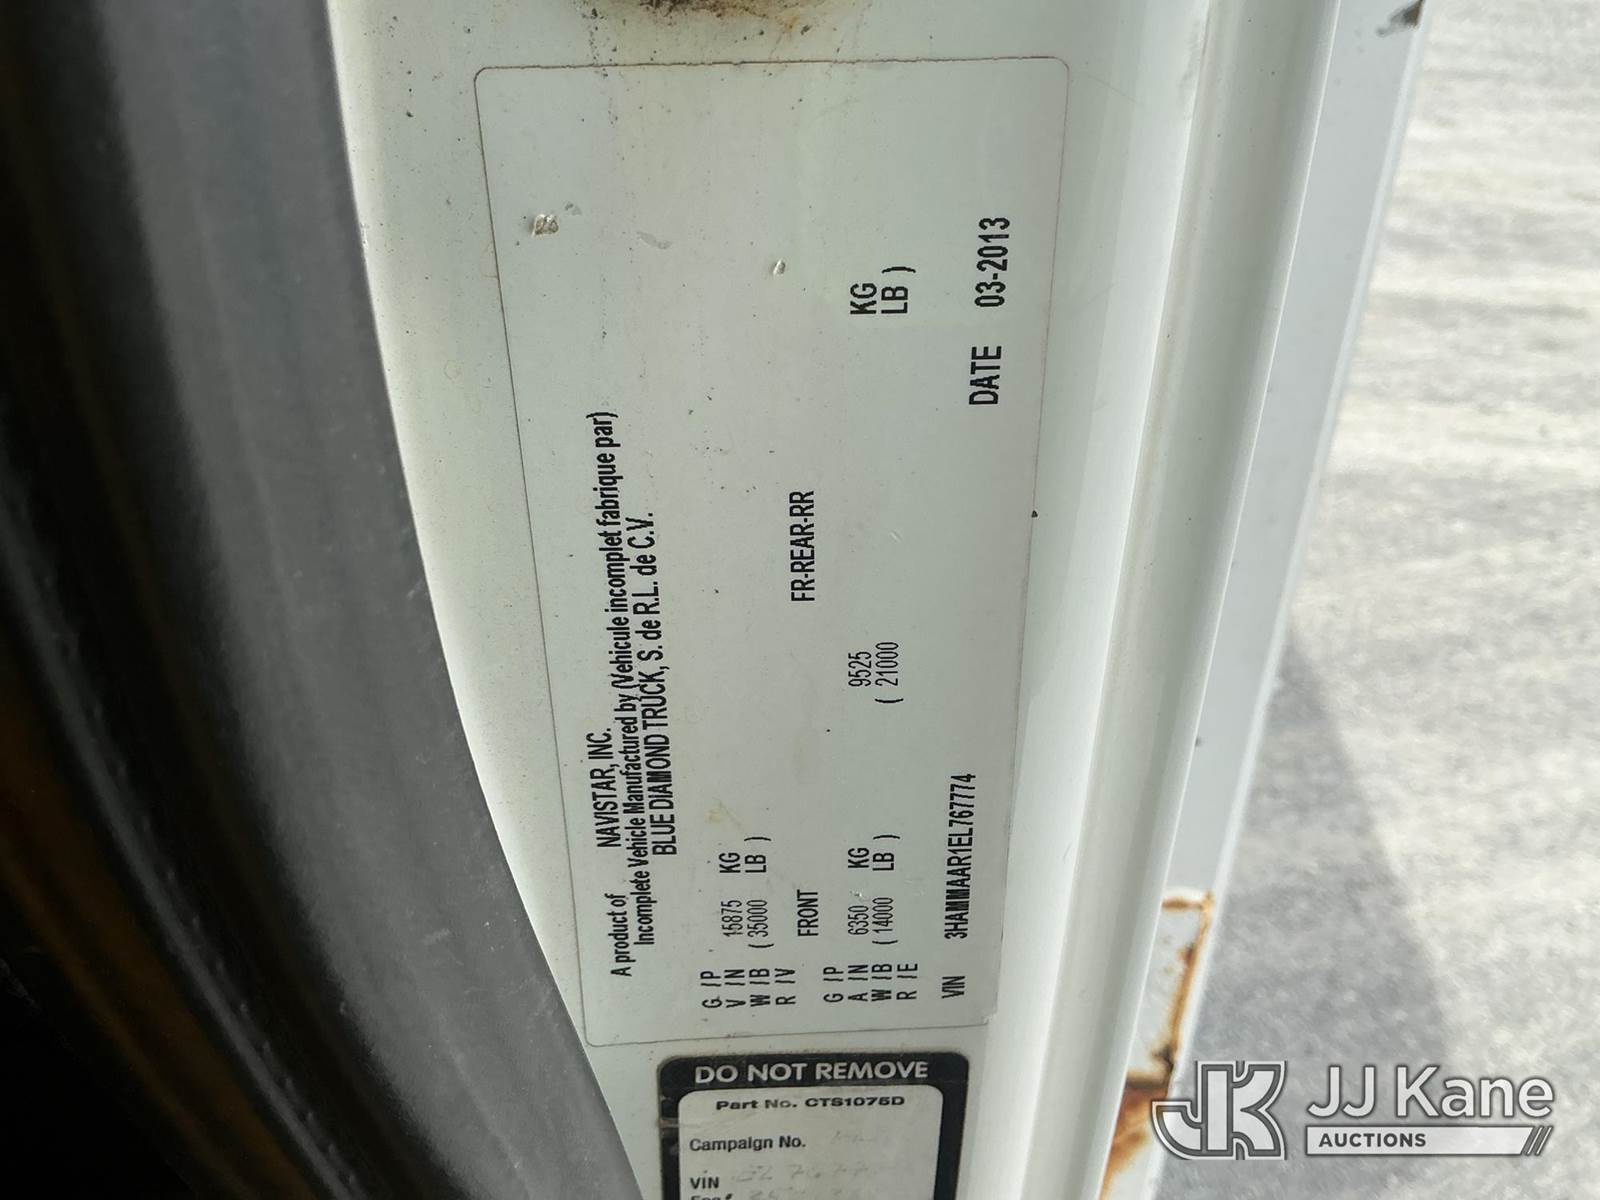 A product of NAVISTAR, INC.
Incomplete Vehicle Manufactured by (Vehicule incomplet fabrique par)
BLUE DIAMOND TRUCK, S. de R.L. de C.V.
G /P 15875 KG
V /N ( 35000 LB )
W /B
R /V FRONT FR-REAR-RR
G /P
A /N 6350 KG 9525 KG
W /B ( 14000 LB ) ( 21000 LB )
R /E
VIN 3HAMMAAR1EL767774 DATE 03-2013
DO NOT REMOVE
Part No. CTS1075D
Campaign No.
VIN
JK JJ Kane
AUCTIONS